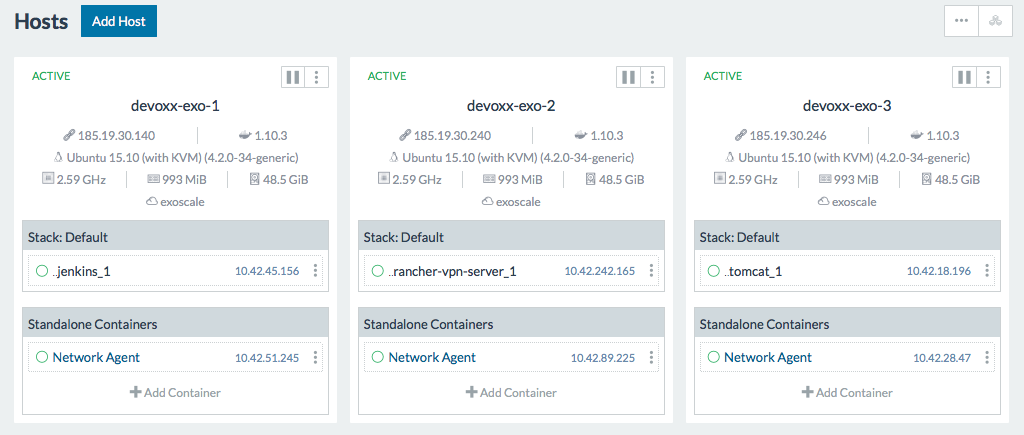 Hosts
Add Host
ACTIVE
devoxx-exo-1
185.19.30.140
1.10.3
Ubuntu 15.10 (with KVM) (4.2.0-34-generic)
2.59 GHz
993 MiB
48.5 GiB
exoscale
Stack: Default
..jenkins_1
10.42.45.156
Standalone Containers
Network Agent
10.42.51.245
Add Container
ACTIVE
devoxx-exo-2
185.19.30.240
1.10.3
Ubuntu 15.10 (with KVM) (4.2.0-34-generic)
2.59 GHz
993 MiB
48.5 GiB
exoscale
Stack: Default
..rancher-vpn-server_1
10.42.242.165
Standalone Containers
Network Agent
10.42.89.225
Add Container
ACTIVE
devoxx-exo-3
185.19.30.246
1.10.3
Ubuntu 15.10 (with KVM) (4.2.0-34-generic)
2.59 GHz
993 MiB
48.5 GiB
exoscale
Stack: Default
..tomcat_1
10.42.18.196
Standalone Containers
Network Agent
10.42.28.47
Add Container